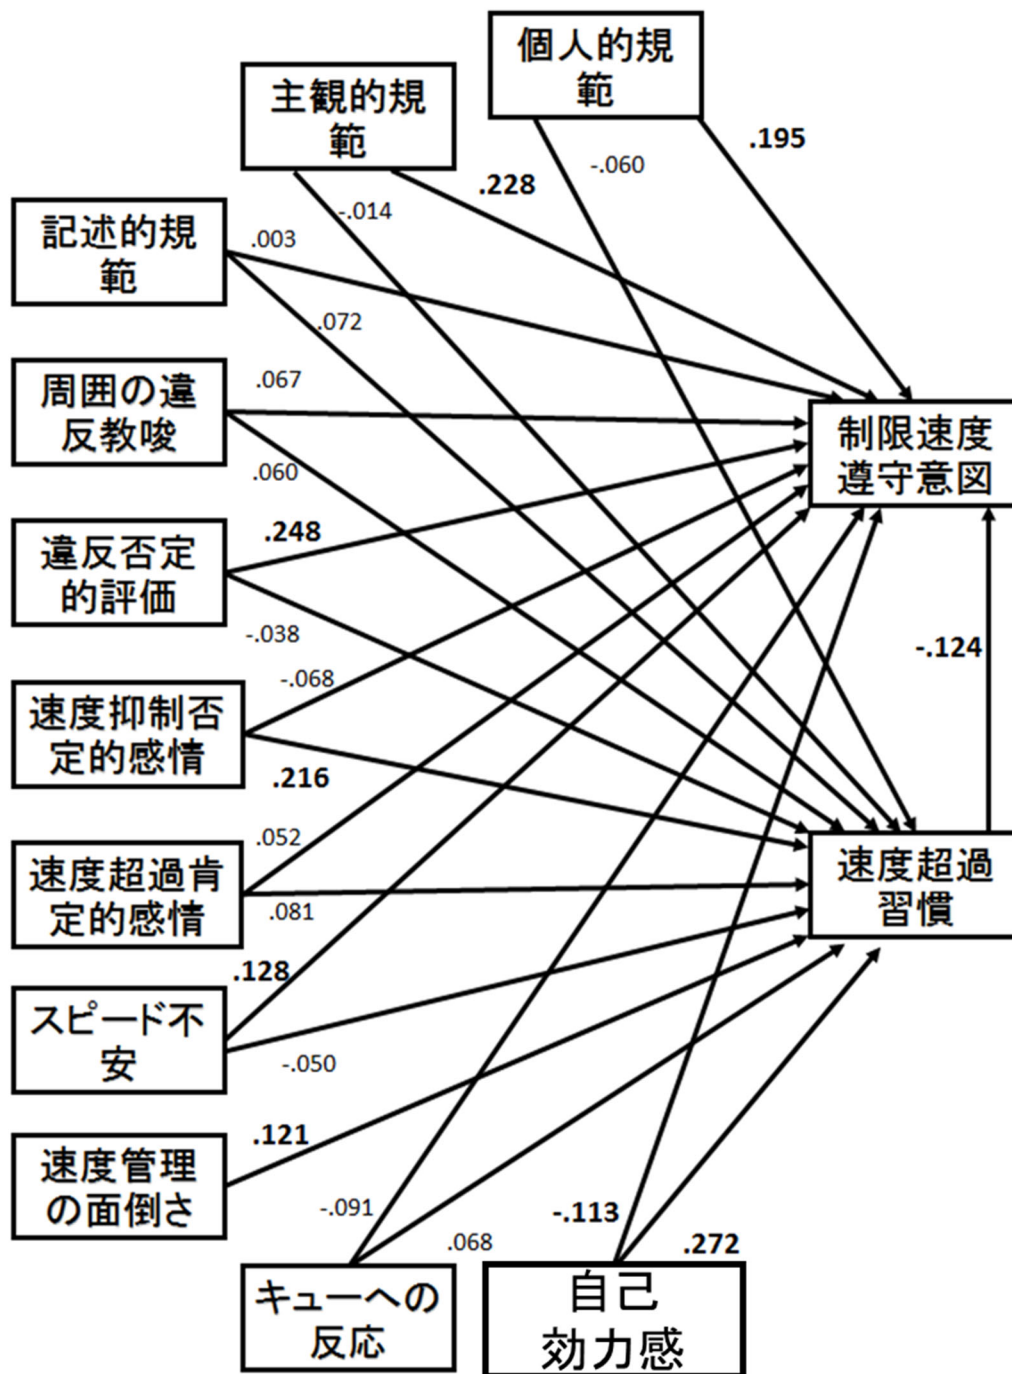 個人的規
範
主観的規
範
.195
-.060
.228
-.014
記述的規
範
.003
.072
周囲の違
反教唆
.067
.060
制限速度
遵守意図
違反否定
的評価
.248
-.038
-.124
速度抑制否
定的感情
-.068
.216
速度超過肯
定的感情
.052
.081
速度超過
習慣
スピード不
安
.128
-.050
速度管理
の面倒さ
.121
-.091
.068
-.113
.272
キューへの
反応
自己
効力感